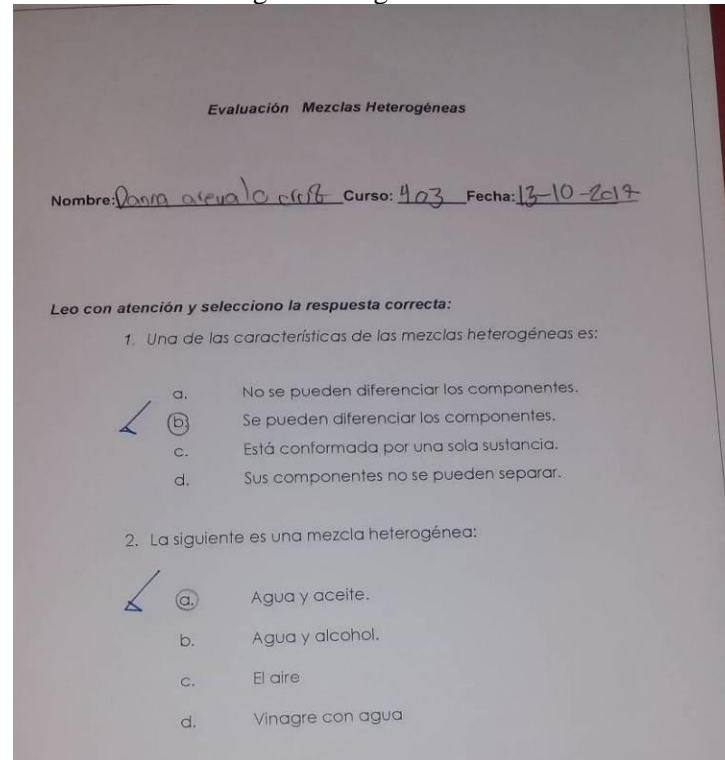 Evaluación Mezclas Heterogéneas
Nombre: Danna arevalo Curso: 403 Fecha: 13-10-2017
Leo con atención y selecciono la respuesta correcta:
1. Una de las características de las mezclas heterogéneas es:
a. No se pueden diferenciar los componentes.
b. Se pueden diferenciar los componentes.
c. Está conformada por una sola sustancia.
d. Sus componentes no se pueden separar.
2. La siguiente es una mezcla heterogénea:
a. Agua y aceite.
b. Agua y alcohol.
c. El aire
d. Vinagre con agua